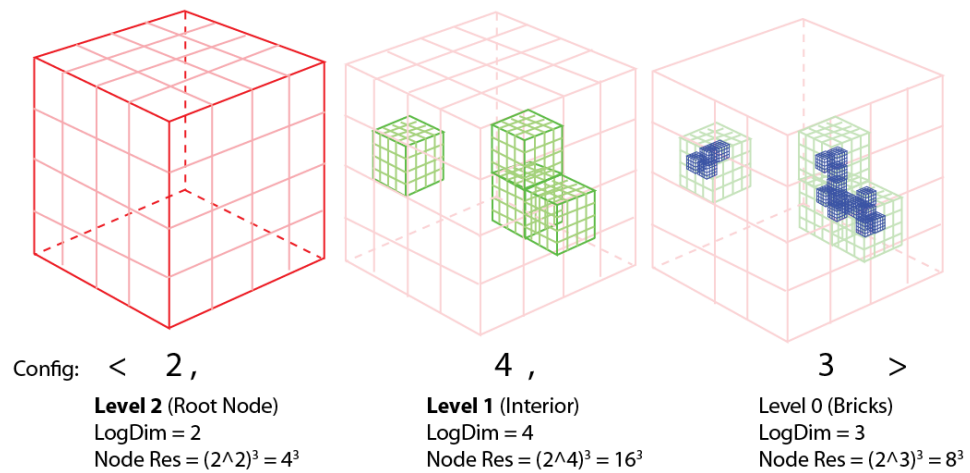 Config: < 2 , 4 , 3 >
Level 2 (Root Node) Level 1 (Interior) Level 0 (Bricks)
LogDim = 2 LogDim = 4 LogDim = 3
Node Res = (2^2)³ = 4³ Node Res = (2^4)³ = 16³ Node Res = (2^3)³ = 8³